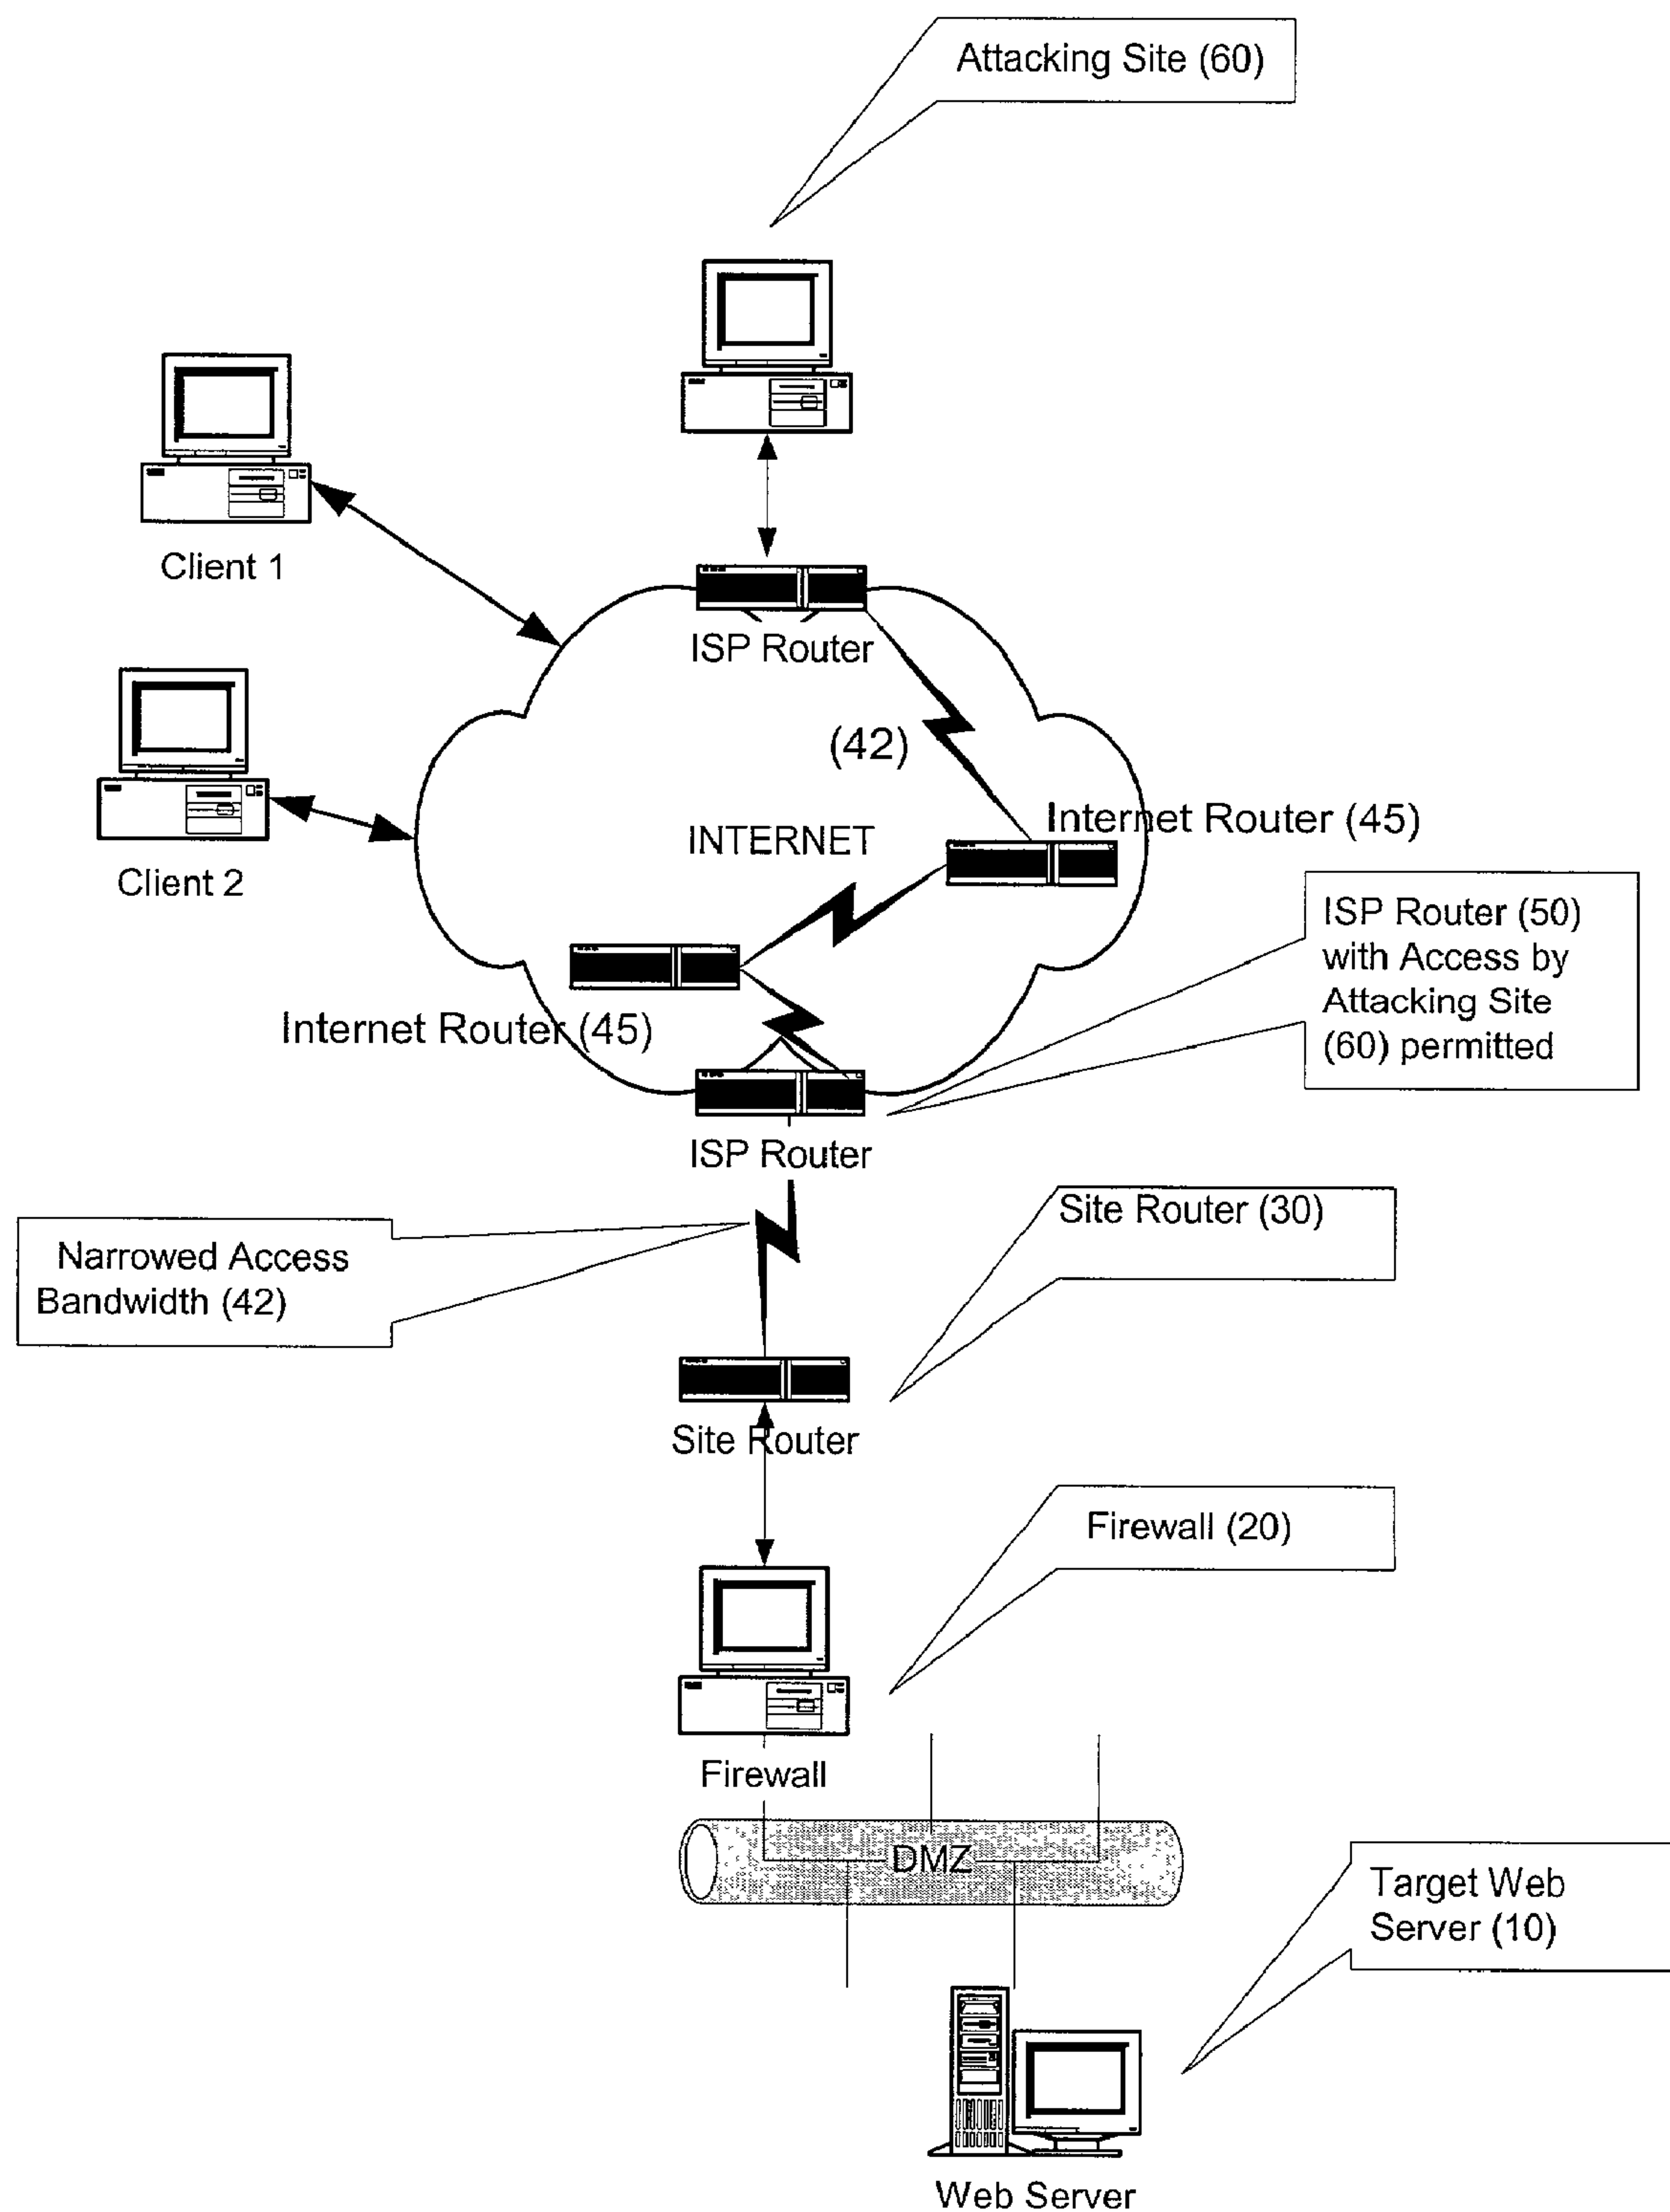 Attacking Site (60)
Client 1
ISP Router
(42)
Internet Router (45)
INTERNET
Client 2
ISP Router (50)
with Access by
Attacking Site
(60) permitted
Internet Router (45)
ISP Router
Site Router (30)
Narrowed Access
Bandwidth (42)
Site Router
Firewall (20)
Firewall
DMZ
Target Web
Server (10)
Web Server